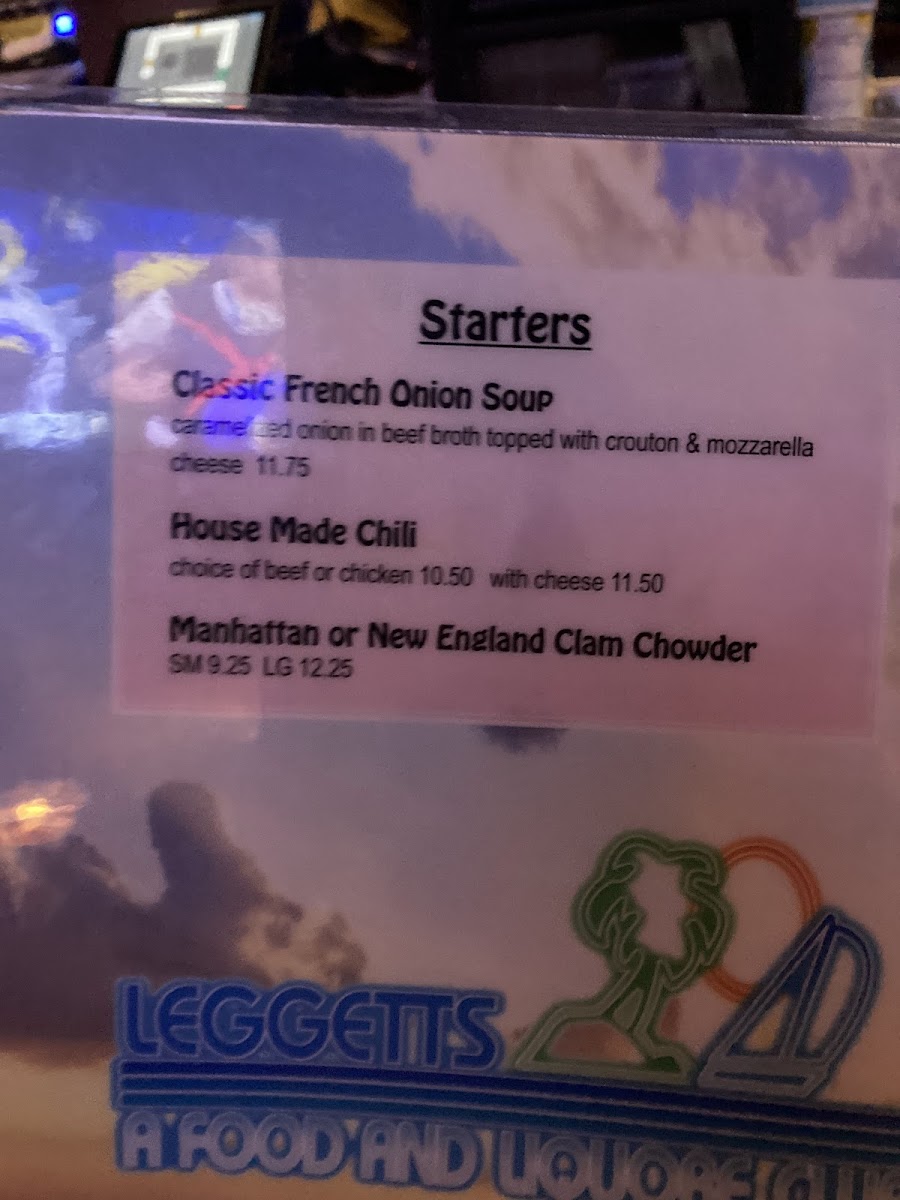 Starters
Classic French Onion Soup
caramelized onion in beef broth topped with crouton & mozzarella
cheese 11.75
House Made Chili
choice of beef or chicken 10.50 with cheese 11.50
Manhattan or New England Clam Chowder
SM 9.25 LG 12.25
LEGGETTS
A FOOD AND LIQUORE